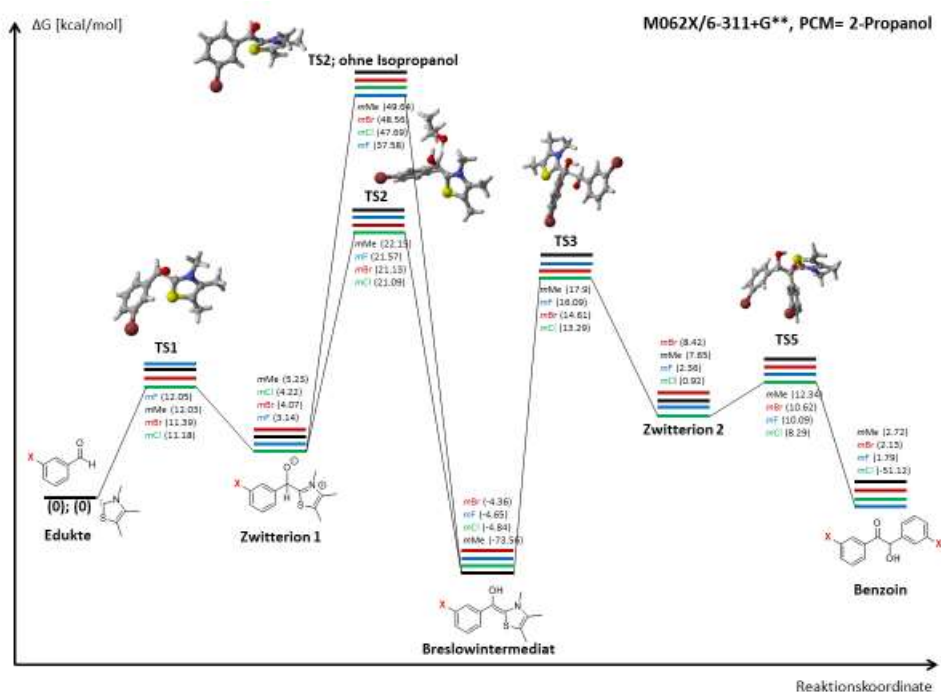 ΔG [kcal/mol]
M062X/6-311+G**, PCM= 2-Propanol
TS2; ohne Isopropanol
mMe (49.64)
mBr (48.56)
mCl (47.69)
mF (37.58)
TS2
mMe (22.15)
mF (21.57)
mBr (21.13)
mCl (21.09)
TS3
mMe (17.9)
mF (16.09)
mBr (14.61)
mCl (13.29)
TS1
mF (12.05)
mMe (12.03)
mBr (11.39)
mCl (11.18)
mMe (5.25)
mCl (4.22)
mBr (4.07)
mF (3.14)
mBr (8.42)
mMe (7.65)
mF (2.36)
mCl (0.92)
TS5
mMe (12.34)
mBr (10.62)
mF (10.09)
mCl (8.29)
Zwitterion 2
mMe (2.72)
mBr (2.13)
mF (1.79)
mCl (-51.12)
X
O
H
(0); (0)
N
S
Edukte
O
⊖
X
H
N
⊕
S
Zwitterion 1
mBr (-4.36)
mF (-4.65)
mCl (-4.84)
mMe (-73.56)
OH
X
N
S
Breslowintermediat
X
O
OH
X
Benzoin
Reaktionskoordinate